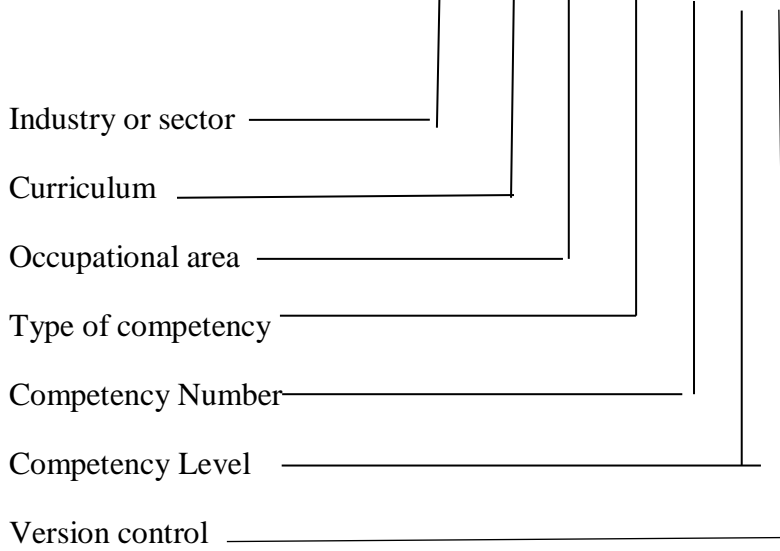 Industry or sector
Curriculum
Occupational area
Type of competency
Competency Number
Competency Level
Version control